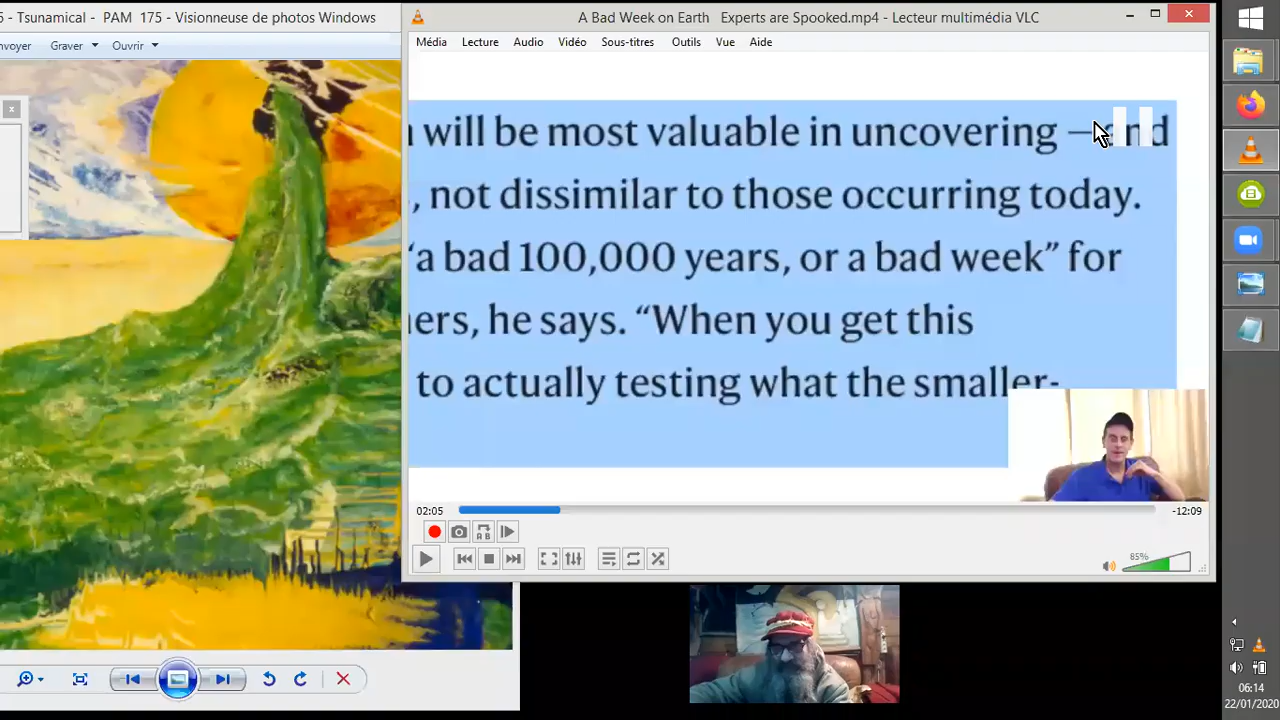 5 - Tsunamical - PAM 175 - Visionneuse de photos Windows
nvoyer Graver Ouvrir
A Bad Week on Earth Experts are Spooked.mp4 - Lecteur multimédia VLC
Média Lecture Audio Vidéo Sous-titres Outils Vue Aide
will be most valuable in uncovering — and
, not dissimilar to those occurring today.
“a bad 100,000 years, or a bad week” for
ers, he says. “When you get this
to actually testing what the smaller-
02:05
-12:09
85%
06:14
22/01/2020